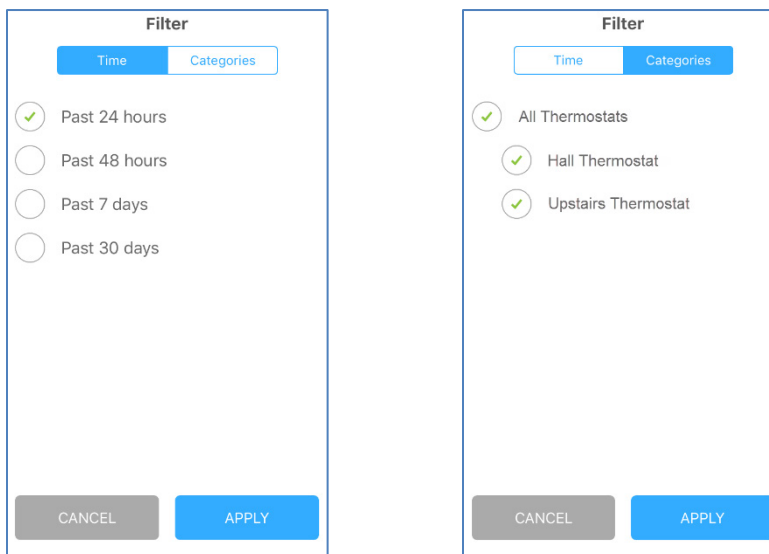 Filter
Time Categories
Past 24 hours
Past 48 hours
Past 7 days
Past 30 days
CANCEL APPLY
Filter
Time Categories
All Thermostats
Hall Thermostat
Upstairs Thermostat
CANCEL APPLY